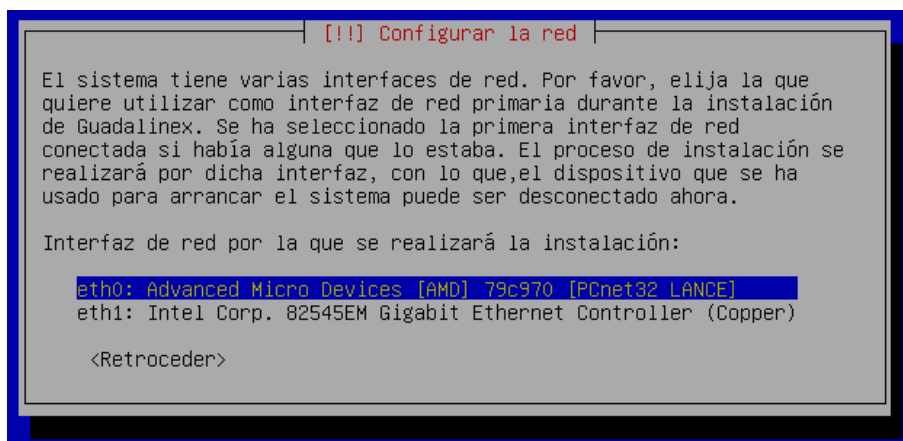 [!!] Configurar la red
El sistema tiene varias interfaces de red. Por favor, elija la que
quiere utilizar como interfaz de red primaria durante la instalación
de Guadalinex. Se ha seleccionado la primera interfaz de red
conectada si había alguna que lo estaba. El proceso de instalación se
realizará por dicha interfaz, con lo que,el dispositivo que se ha
usado para arrancar el sistema puede ser desconectado ahora.
Interfaz de red por la que se realizará la instalación:
eth0: Advanced Micro Devices [AMD] 79c970 [PCnet32 LANCE]
eth1: Intel Corp. 82545EM Gigabit Ethernet Controller (Copper)
<Retroceder>